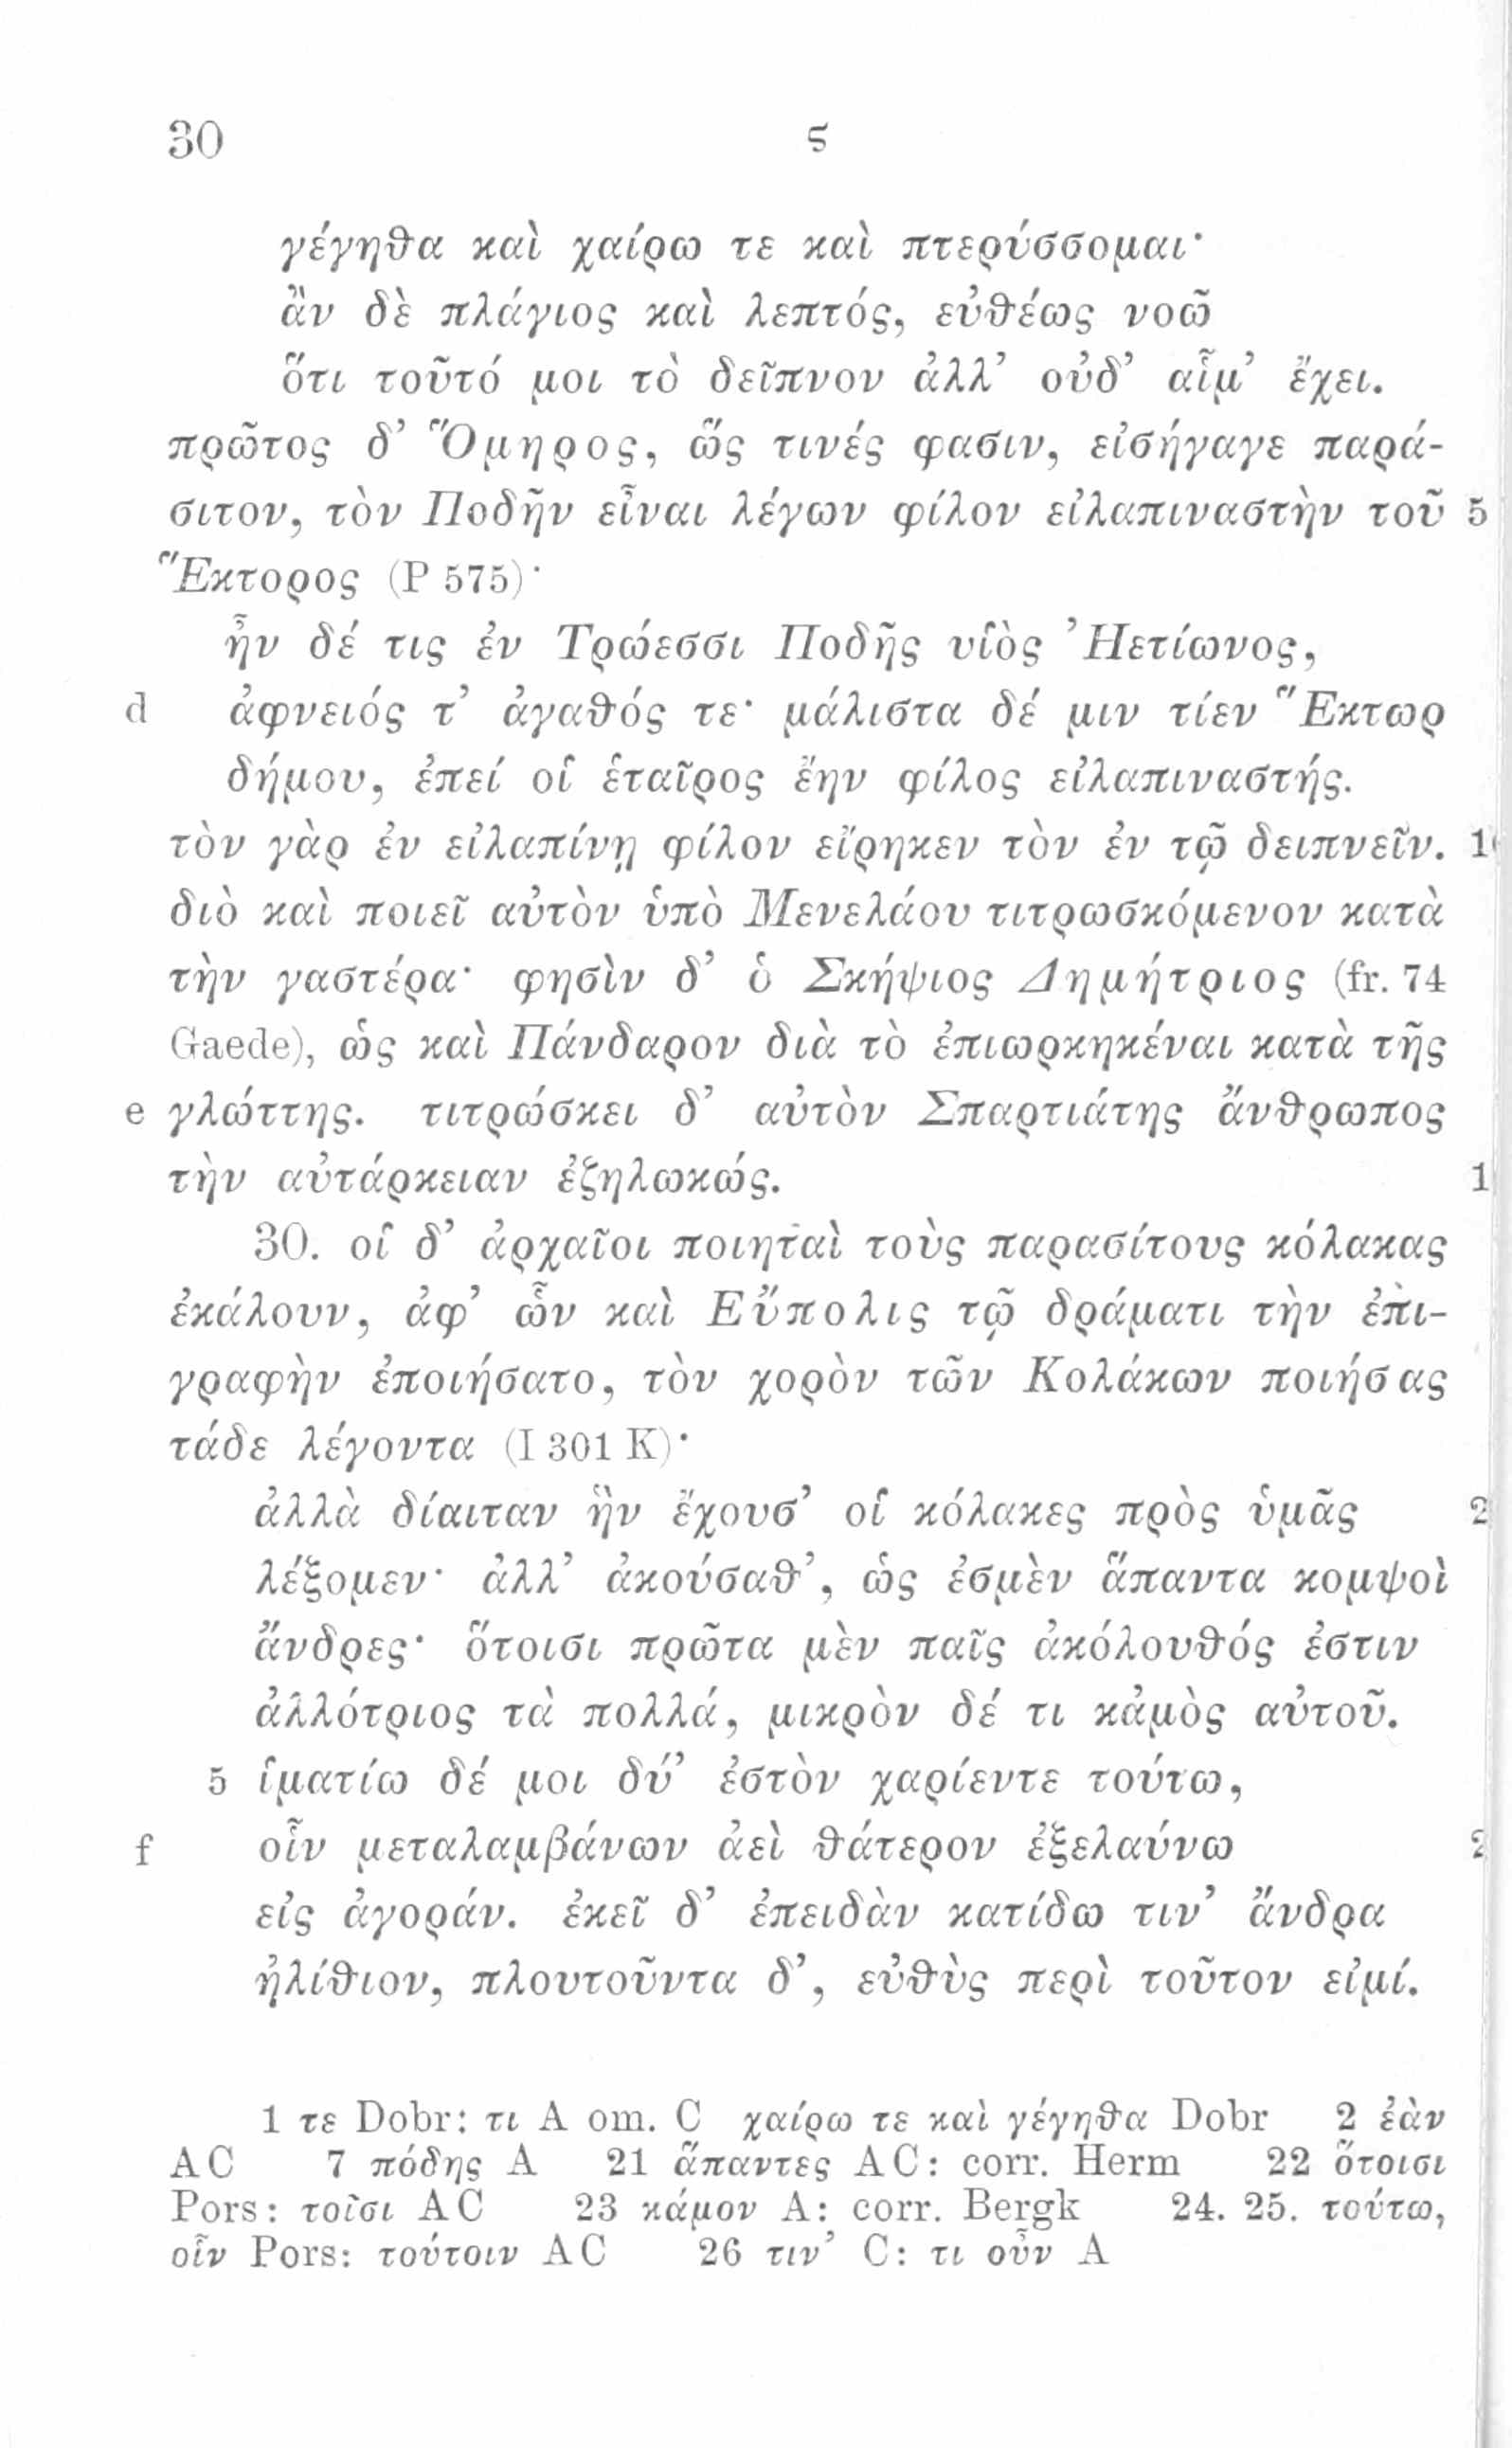 30 ϛ
γέγηθα καὶ χαίρω τε καὶ πτερύσσομαι·
ἂν δὲ πλάγιος καὶ λεπτός, εὐθέως νοῶ
ὅτι τοῦτό μοι τὸ δεῖπνον ἀλλ’ οὐδ’ αἷμ’ ἔχει.
πρῶτος δ’ Ὅμηρος, ὥς τινές φασιν, εἰσήγαγε παρά-
σιτον, τὸν Ποδῆν εἶναι λέγων φίλον εἰλαπιναστὴν τοῦ 5
Ἕκτορος (Ρ 575)·
ἦν δέ τις ἐν Τρώεσσι Ποδῆς υἱὸς Ἠετίωνος,
d ἀφνειός τ’ ἀγαθός τε· μάλιστα δέ μιν τίεν Ἕκτωρ
δήμου, ἐπεί οἱ ἑταῖρος ἔην φίλος εἰλαπιναστής.
τὸν γὰρ ἐν εἰλαπίνῃ φίλον εἴρηκεν τὸν ἐν τῷ δειπνεῖν. 1
διὸ καὶ ποιεῖ αὐτὸν ὑπὸ Μενελάου τιτρωσκόμενον κατὰ
τὴν γαστέρα· φησὶν δ’ ὁ Σκήψιος Δημήτριος (fr. 74
Gaede), ὡς καὶ Πάνδαρον διὰ τὸ ἐπιωρκηκέναι κατὰ τῆς
e γλώττης. τιτρώσκει δ’ αὐτὸν Σπαρτιάτης ἄνθρωπος
τὴν αὐτάρκειαν ἐζηλωκώς. 1
30. οἱ δ’ ἀρχαῖοι ποιηταὶ τοὺς παρασίτους κόλακας
ἐκάλουν, ἀφ’ ὧν καὶ Εὔπολις τῷ δράματι τὴν ἐπι-
γραφὴν ἐποιήσατο, τὸν χορὸν τῶν Κολάκων ποιήσας
τάδε λέγοντα (I 301 K)·
ἀλλὰ δίαιταν ἣν ἔχουσ’ οἱ κόλακες πρὸς ὑμᾶς 2
λέξομεν· ἀλλ’ ἀκούσαθ’, ὡς ἐσμὲν ἅπαντα κομψοὶ
ἄνδρες· ὅτοισι πρῶτα μὲν παῖς ἀκόλουθός ἐστιν
ἀλλότριος τὰ πολλά, μικρὸν δέ τι κἀμὸς αὐτοῦ.
5 ἱματίω δέ μοι δύ’ ἐστὸν χαρίεντε τούτω,
f οἷν μεταλαμβάνων ἀεὶ θάτερον ἐξελαύνω 2
εἰς ἀγοράν. ἐκεῖ δ’ ἐπειδὰν κατίδω τιν’ ἄνδρα
ἠλίθιον, πλουτοῦντα δ’, εὐθὺς περὶ τοῦτον εἰμί.
1 τε Dobr: τι A om. C χαίρω τε καὶ γέγηθα Dobr 2 ἐὰν
AC 7 πόδης A 21 ἅπαντες AC: corr. Herm 22 ὅτοισι
Pors: τοῖσι AC 23 κάμον A: corr. Bergk 24. 25. τούτω,
οἷν Pors: τούτοιν AC 26 τιν’ C: τι οὖν A